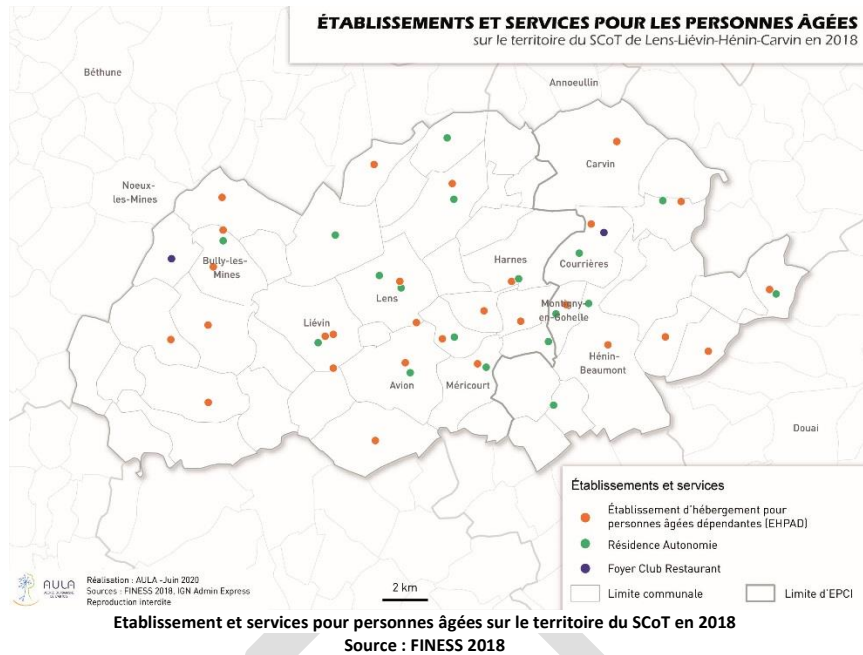 ÉTABLISSEMENTS ET SERVICES POUR LES PERSONNES ÂGÉES
sur le territoire du SCoT de Lens-Liévin-Hénin-Carvin en 2018
Béthune
Annoeullin
Carvin
Noeux-
les-Mines
Bully-les-
Mines
Harnes
Courrières
Lens
Montigny-
en-Gohelle
Liévin
Hénin-
Beaumont
Avion
Méricourt
Douai
Établissements et services
Établissement d'hébergement pour
personnes âgées dépendantes (EHPAD)
Résidence Autonomie
Foyer Club Restaurant
Limite communale
Limite d'EPCI
AULA
Réalisation : AULA -Juin 2020
Sources : FINESS 2018, IGN Admin Express
Reproduction interdite
2 km
Etablissement et services pour personnes âgées sur le territoire du SCoT en 2018
Source : FINESS 2018